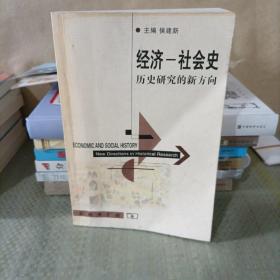 ● 主编 侯建新
经济－社会史
历史研究的新方向
ECONOMIC AND SOCIAL HISTORY
New Directions in Historical Research